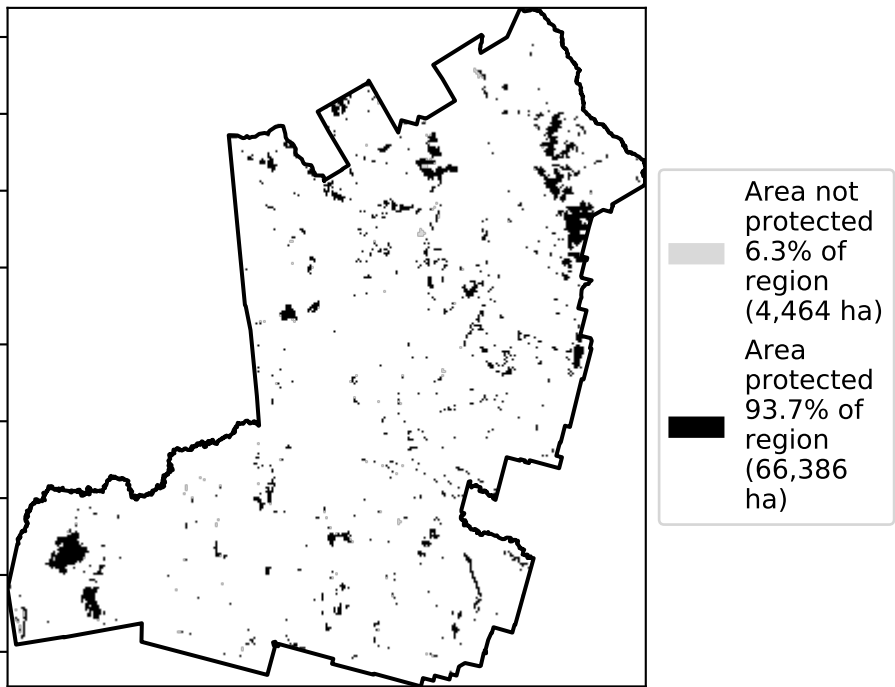 Area not
protected
6.3% of
region
(4,464 ha)
Area
protected
93.7% of
region
(66,386
ha)